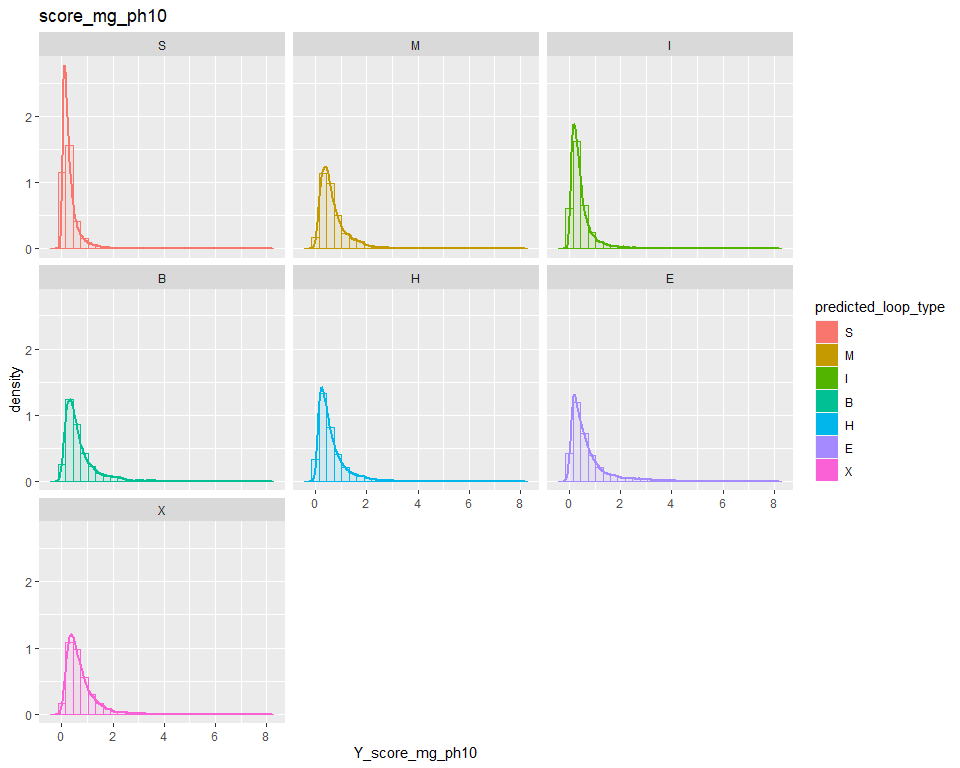 score_mg_ph10
S
M
I
2
1
0
B
H
E
2
1
0
density
0 2 4 6 8
0 2 4 6 8
X
2
1
0
0 2 4 6 8
Y_score_mg_ph10
predicted_loop_type
S
M
I
B
H
E
X